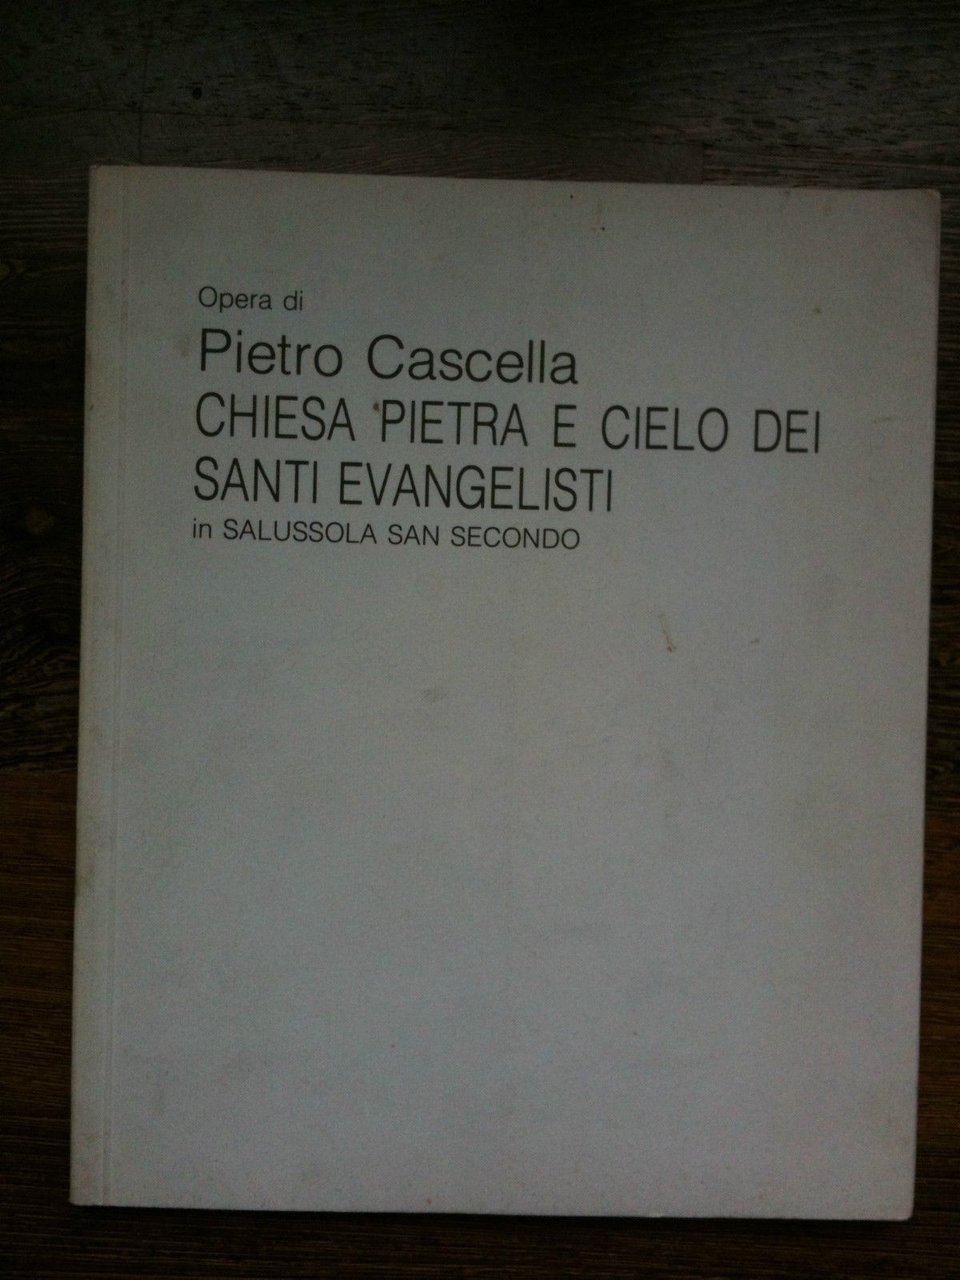 Opera di
Pietro Cascella
CHIESA PIETRA E CIELO DEI
SANTI EVANGELISTI
in SALUSSOLA SAN SECONDO